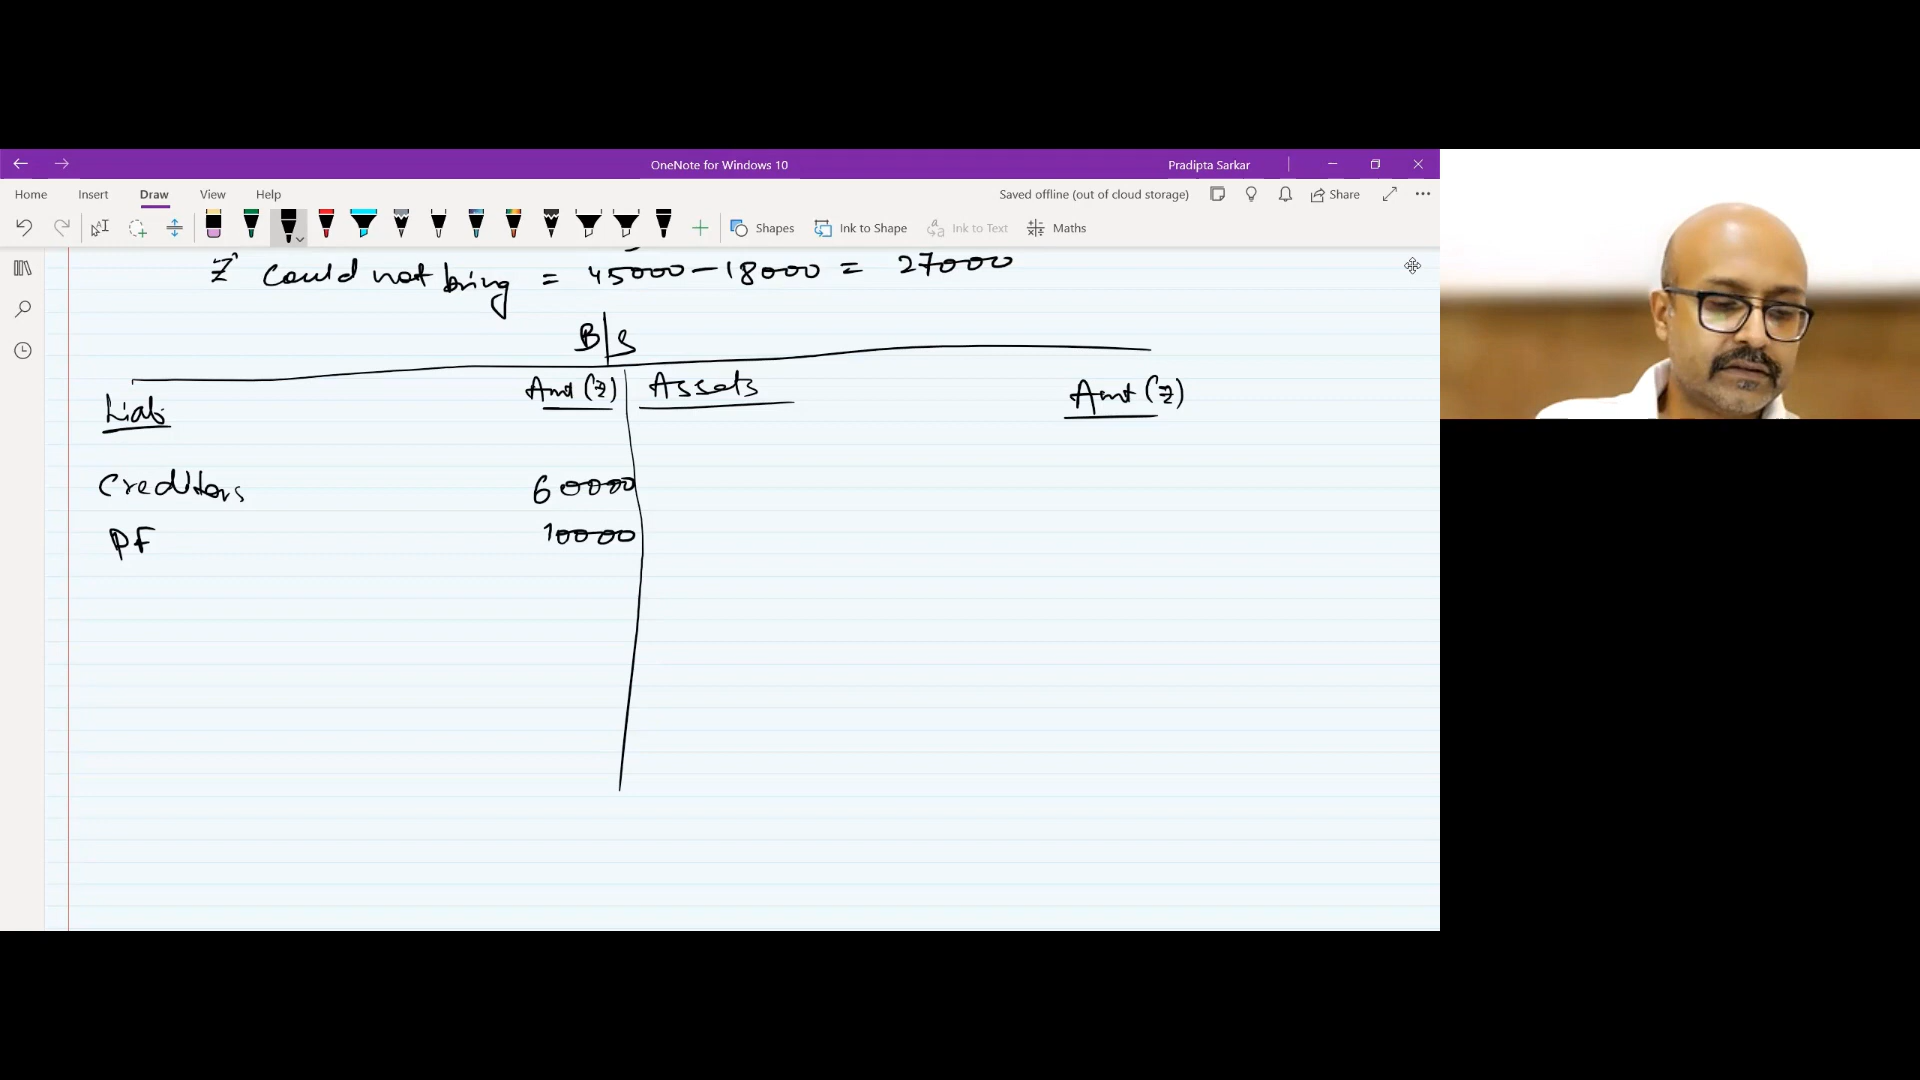 OneNote for Windows 10
Pradipta Sarkar
Home Insert Draw View Help
Saved offline (out of cloud storage)
Share
Shapes Ink to Shape Ink to Text Maths
Z could not bring = 45000 - 18000 = 27000
B/S
Liab Amt (₹) Assets Amt (₹)
Creditors 60000
PF 10000